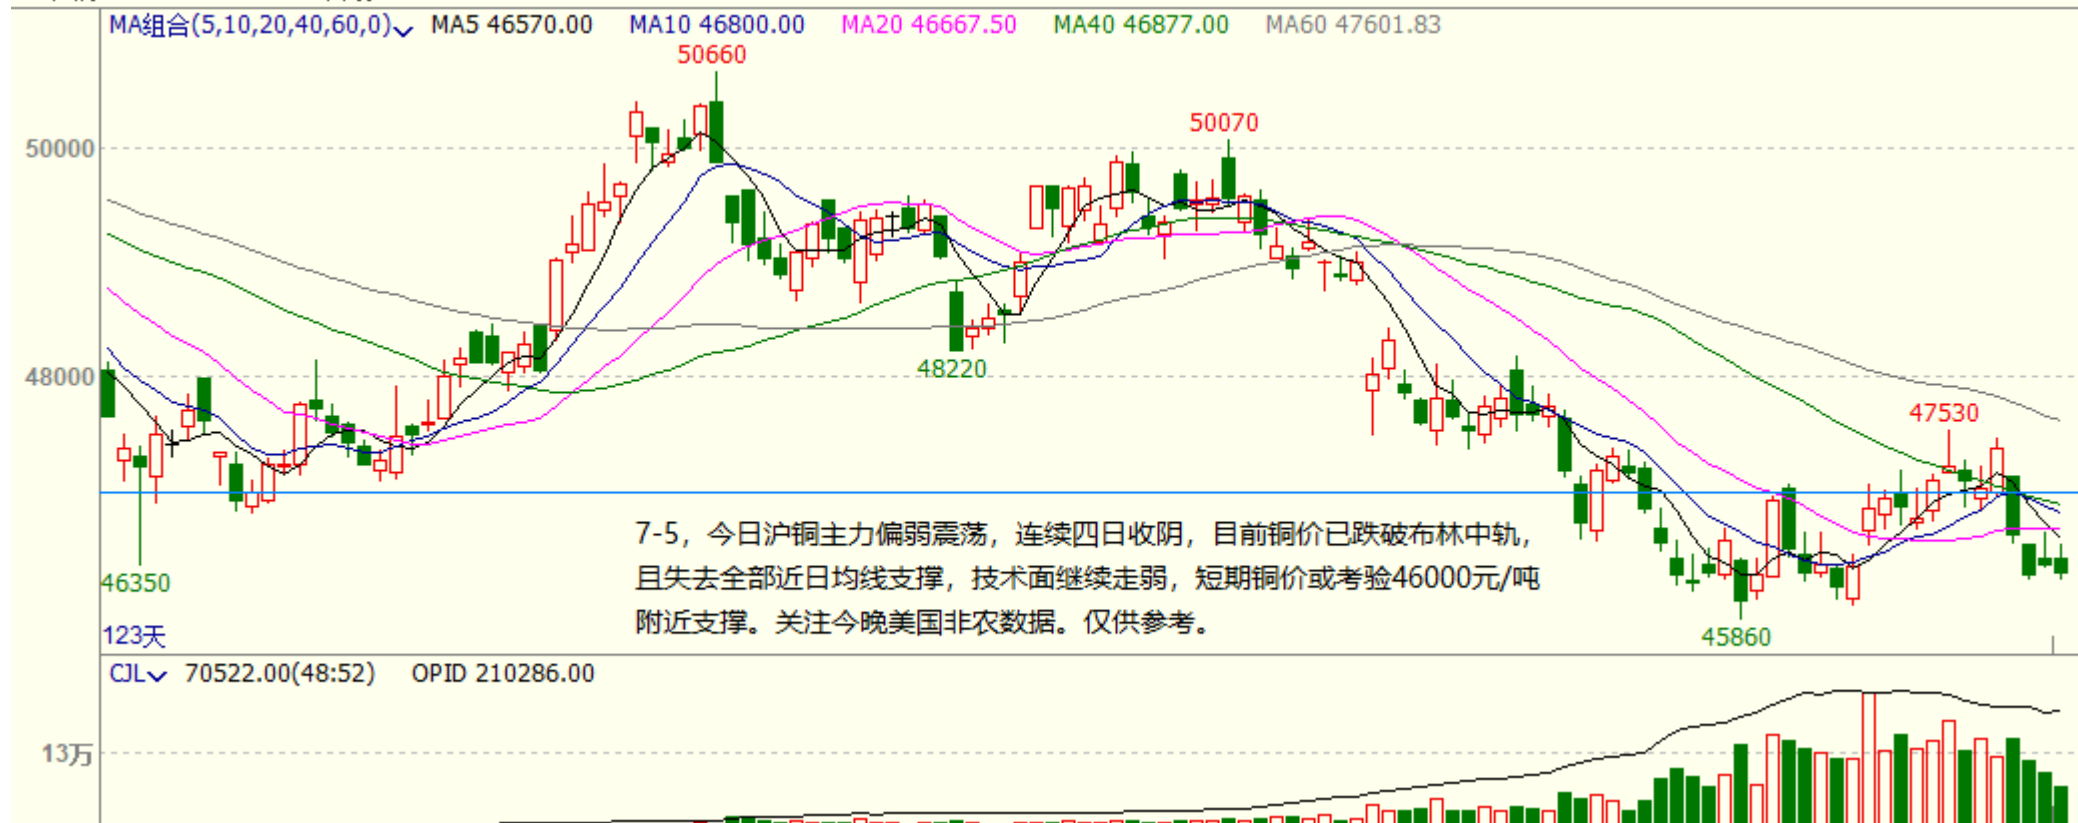 MA组合(5,10,20,40,60,0) MA5 46570.00 MA10 46800.00 MA20 46667.50 MA40 46877.00 MA60 47601.83
50660
50070
50000
48000
48220
47530
7-5，今日沪铜主力偏弱震荡，连续四日收阴，目前铜价已跌破布林中轨，
且失去全部近日均线支撑，技术面继续走弱，短期铜价或考验46000元/吨
附近支撑。关注今晚美国非农数据。仅供参考。
46350
45860
123天
CJL 70522.00(48:52) OPID 210286.00
13万